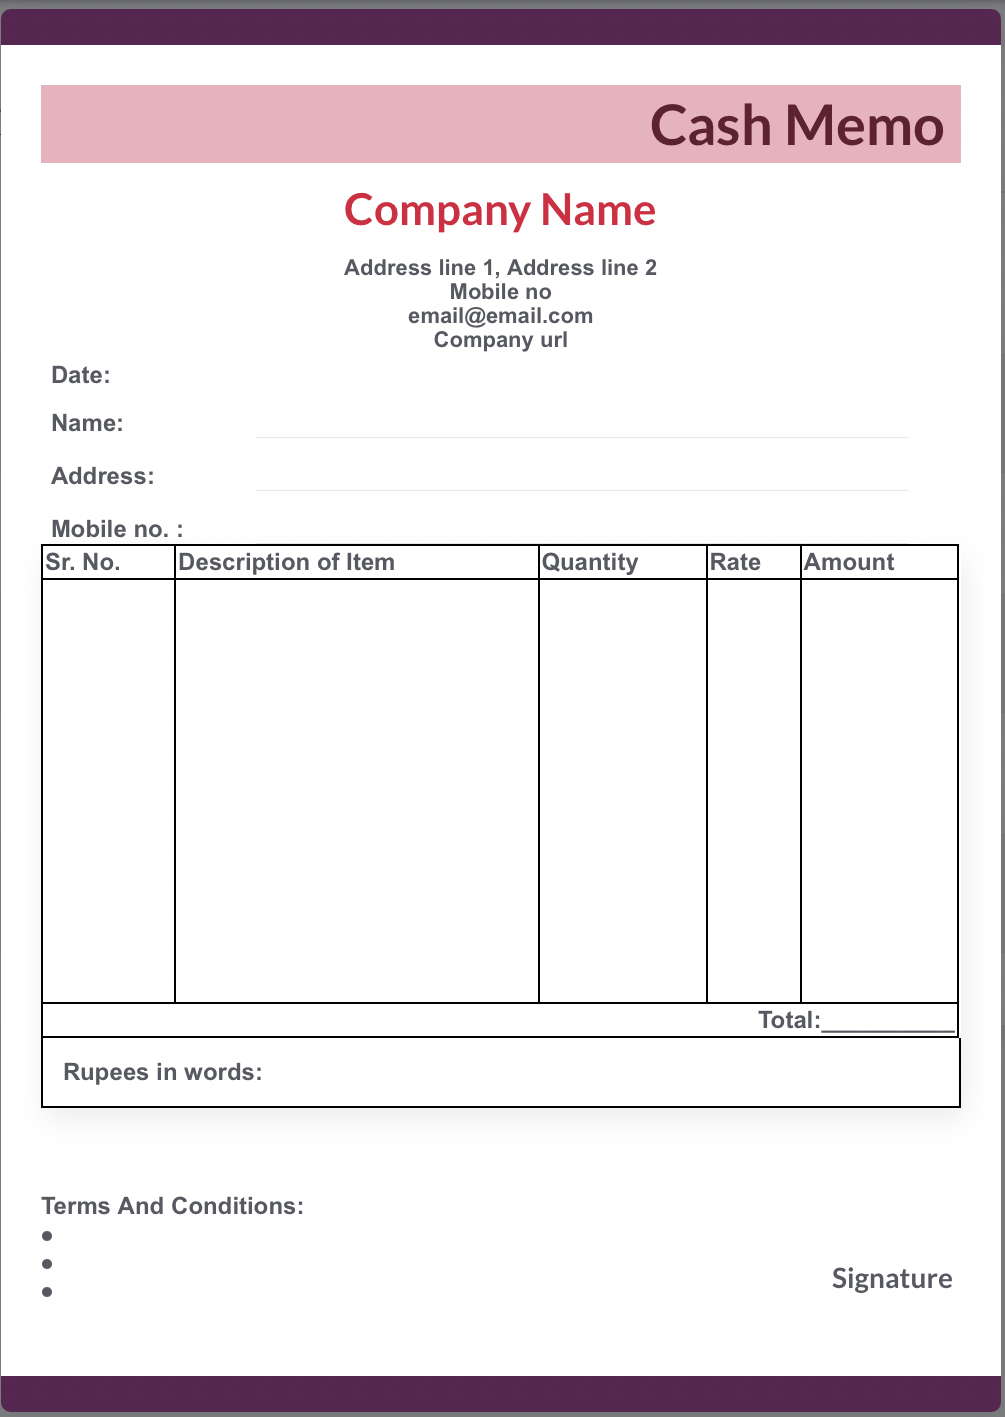 Cash Memo
Company Name
Address line 1, Address line 2
Mobile no
email@email.com
Company url
Date:
Name:
Address:
Mobile no. :
Sr. No. Description of Item Quantity Rate Amount
Total:__________
Rupees in words:
Terms And Conditions:
Signature